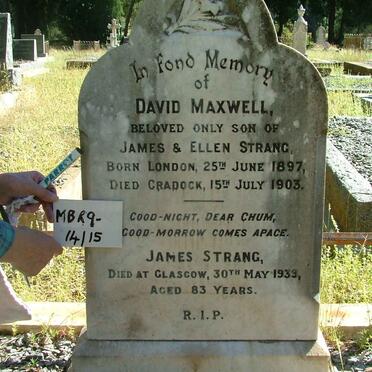 In Fond Memory
of
DAVID MAXWELL,
BELOVED ONLY SON OF
JAMES & ELLEN STRANG,
BORN LONDON, 25TH JUNE 1897,
DIED CRADOCK, 15TH JULY 1903.
GOOD-NIGHT, DEAR CHUM,
GOOD-MORROW COMES APACE.
JAMES STRANG,
DIED AT GLASGOW, 30TH MAY 1939,
AGED 83 YEARS.
R.I.P.
MBR9-
14/15